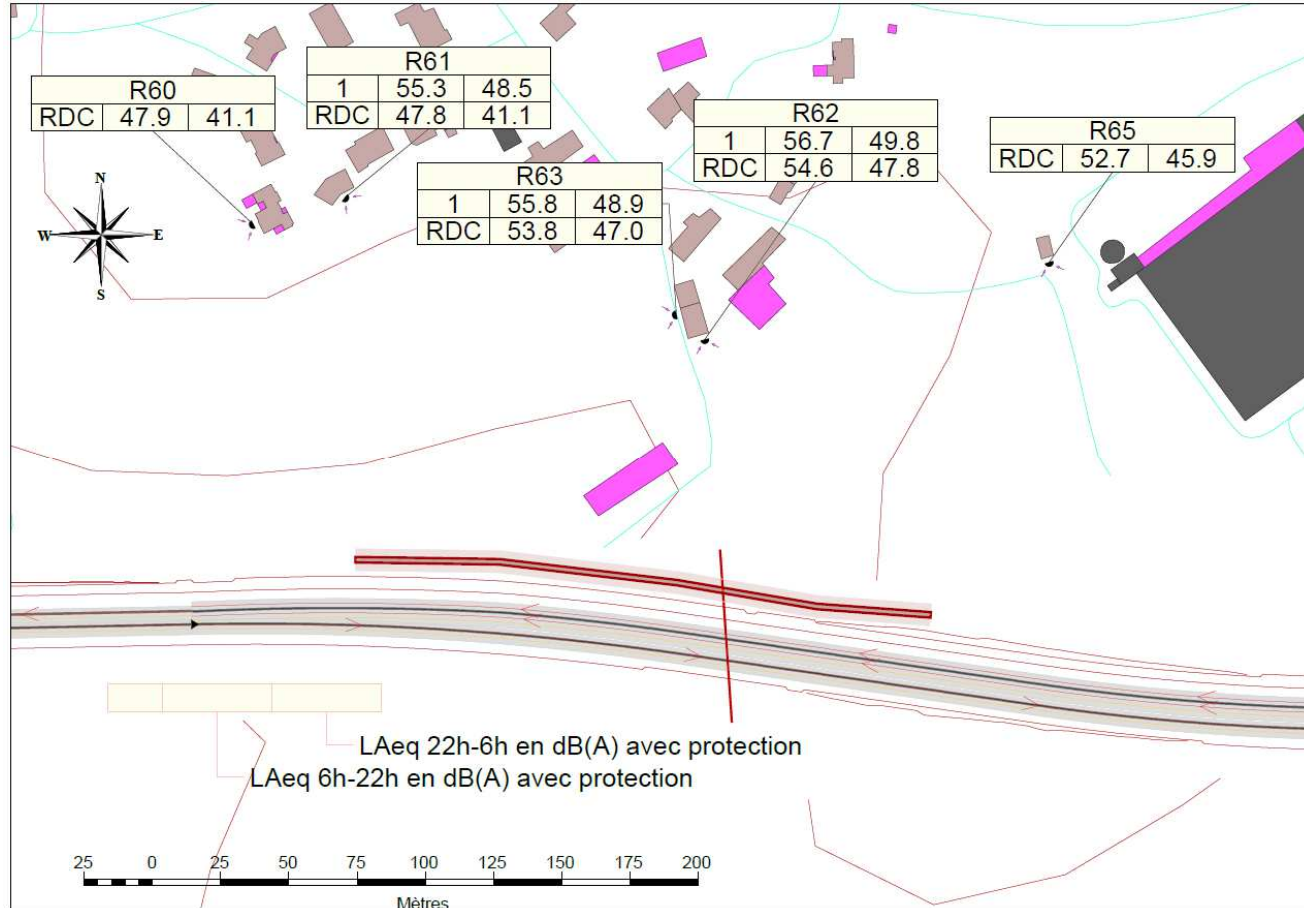 R61
1 55.3 48.5
RDC 47.8 41.1
R60
RDC 47.9 41.1
R62
1 56.7 49.8
RDC 54.6 47.8
R65
RDC 52.7 45.9
R63
1 55.8 48.9
RDC 53.8 47.0
N
W E
S
LAeq 22h-6h en dB(A) avec protection
LAeq 6h-22h en dB(A) avec protection
25 0 25 50 75 100 125 150 175 200
Mètres